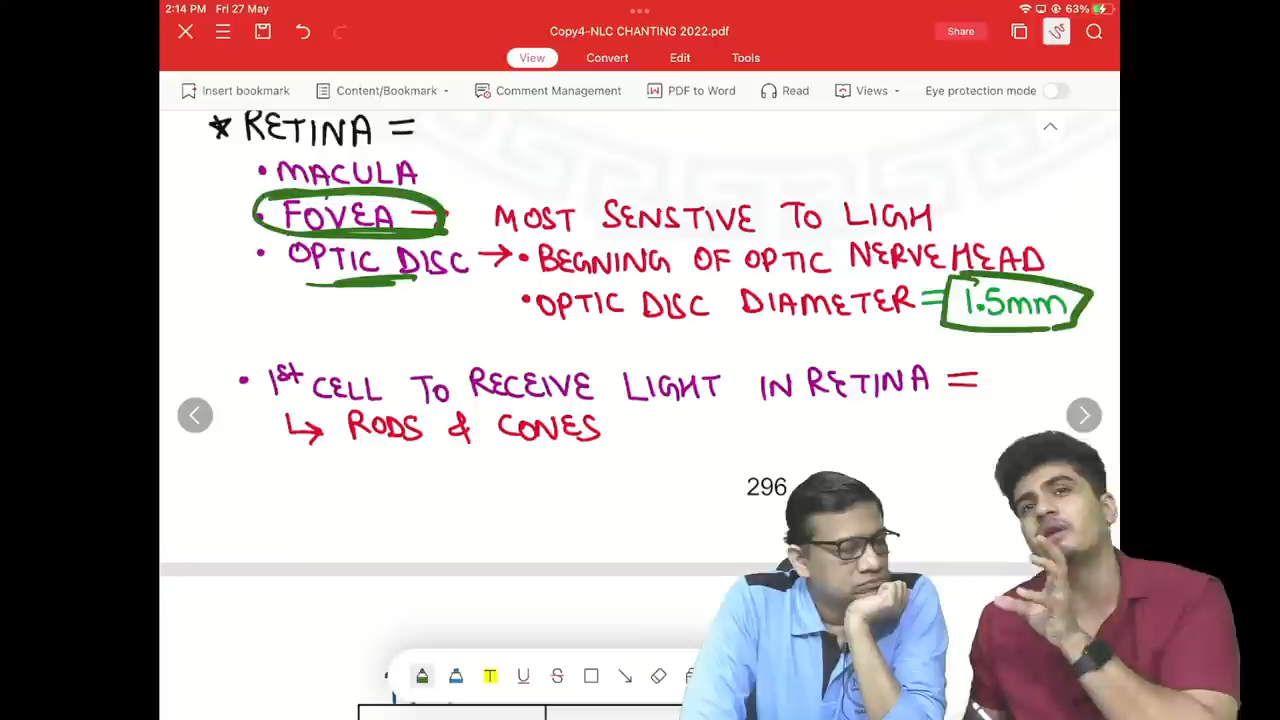 2:14 PM Fri 27 May
63%
Copy4-NLC CHANTING 2022.pdf
Share
View Convert Edit Tools
Insert bookmark Content/Bookmark Comment Management PDF to Word Read Views Eye protection mode
* RETINA =
• MACULA
• FOVEA → MOST SENSTIVE TO LIGH
• OPTIC DISC → • BEGNING OF OPTIC NERVE HEAD
• OPTIC DISC DIAMETER = 1.5mm
• 1st CELL TO RECEIVE LIGHT IN RETINA =
↳ RODS & CONES
296
T U S